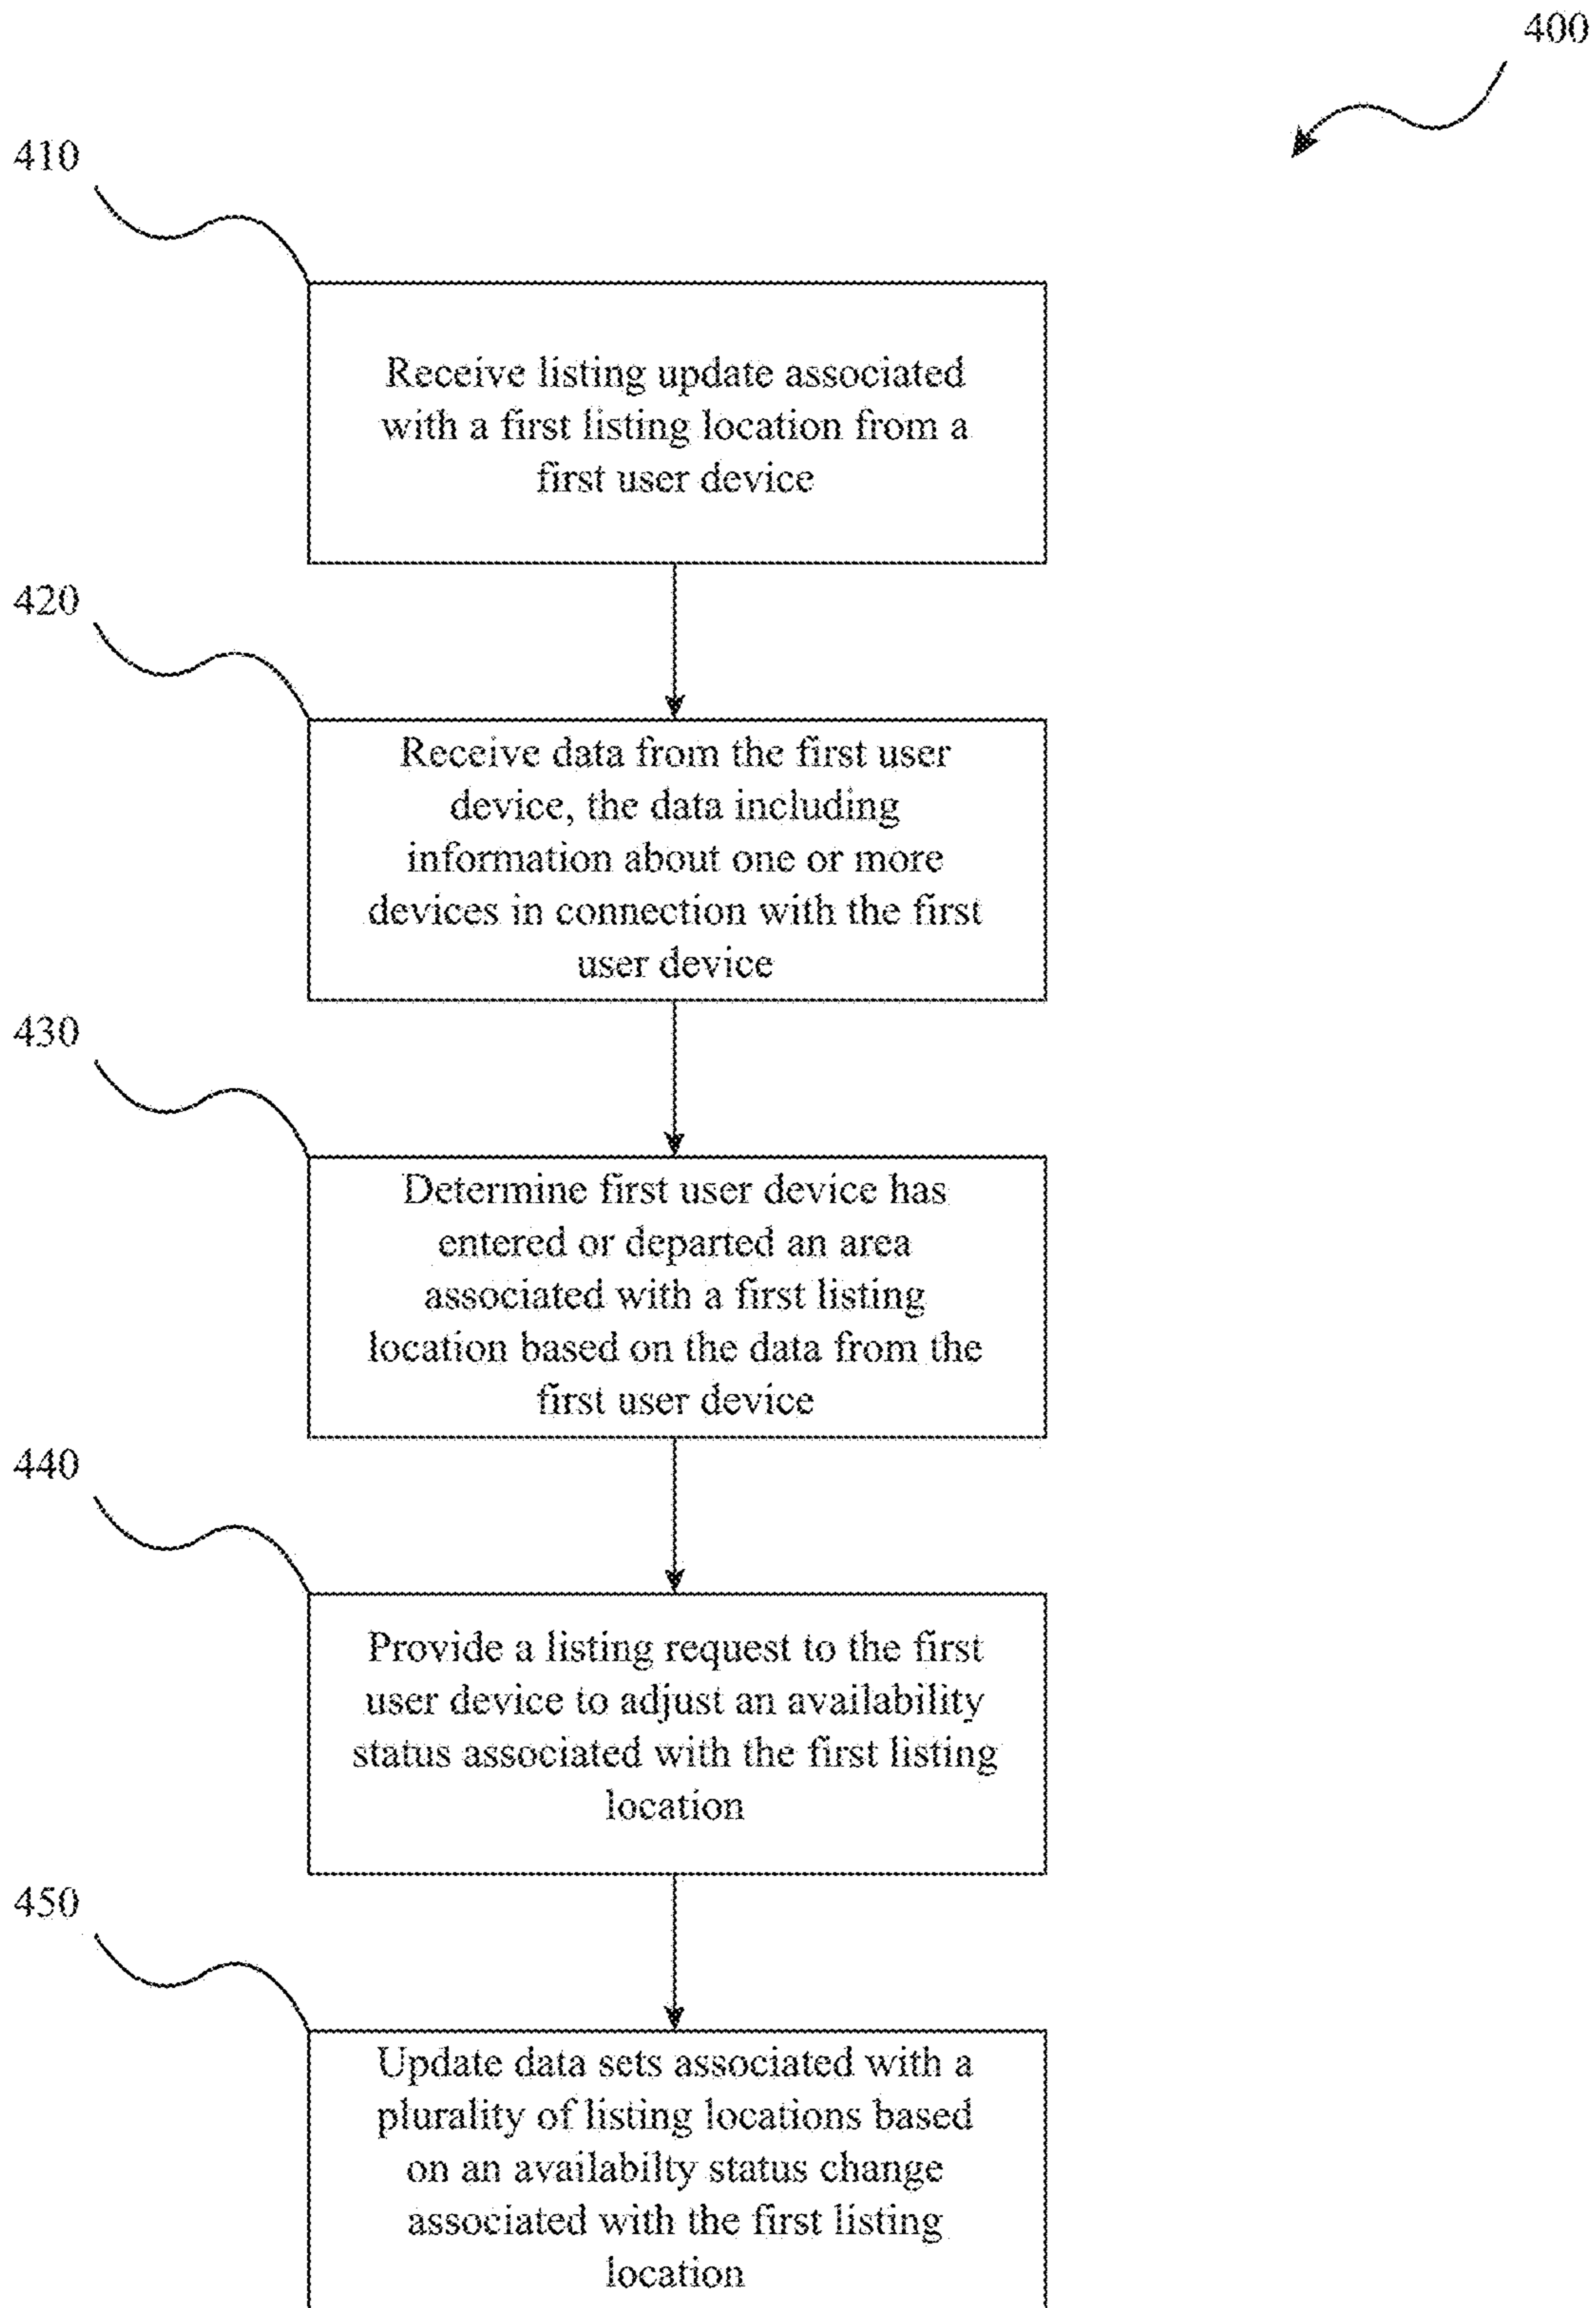 400
410
Receive listing update associated
with a first listing location from a
first user device
420
Receive data from the first user
device, the data including
information about one or more
devices in connection with the first
user device
430
Determine first user device has
entered or departed an area
associated with a first listing
location based on the data from the
first user device
440
Provide a listing request to the first
user device to adjust an availability
status associated with the first listing
location
450
Update data sets associated with a
plurality of listing locations based
on an availabilty status change
associated with the first listing
location